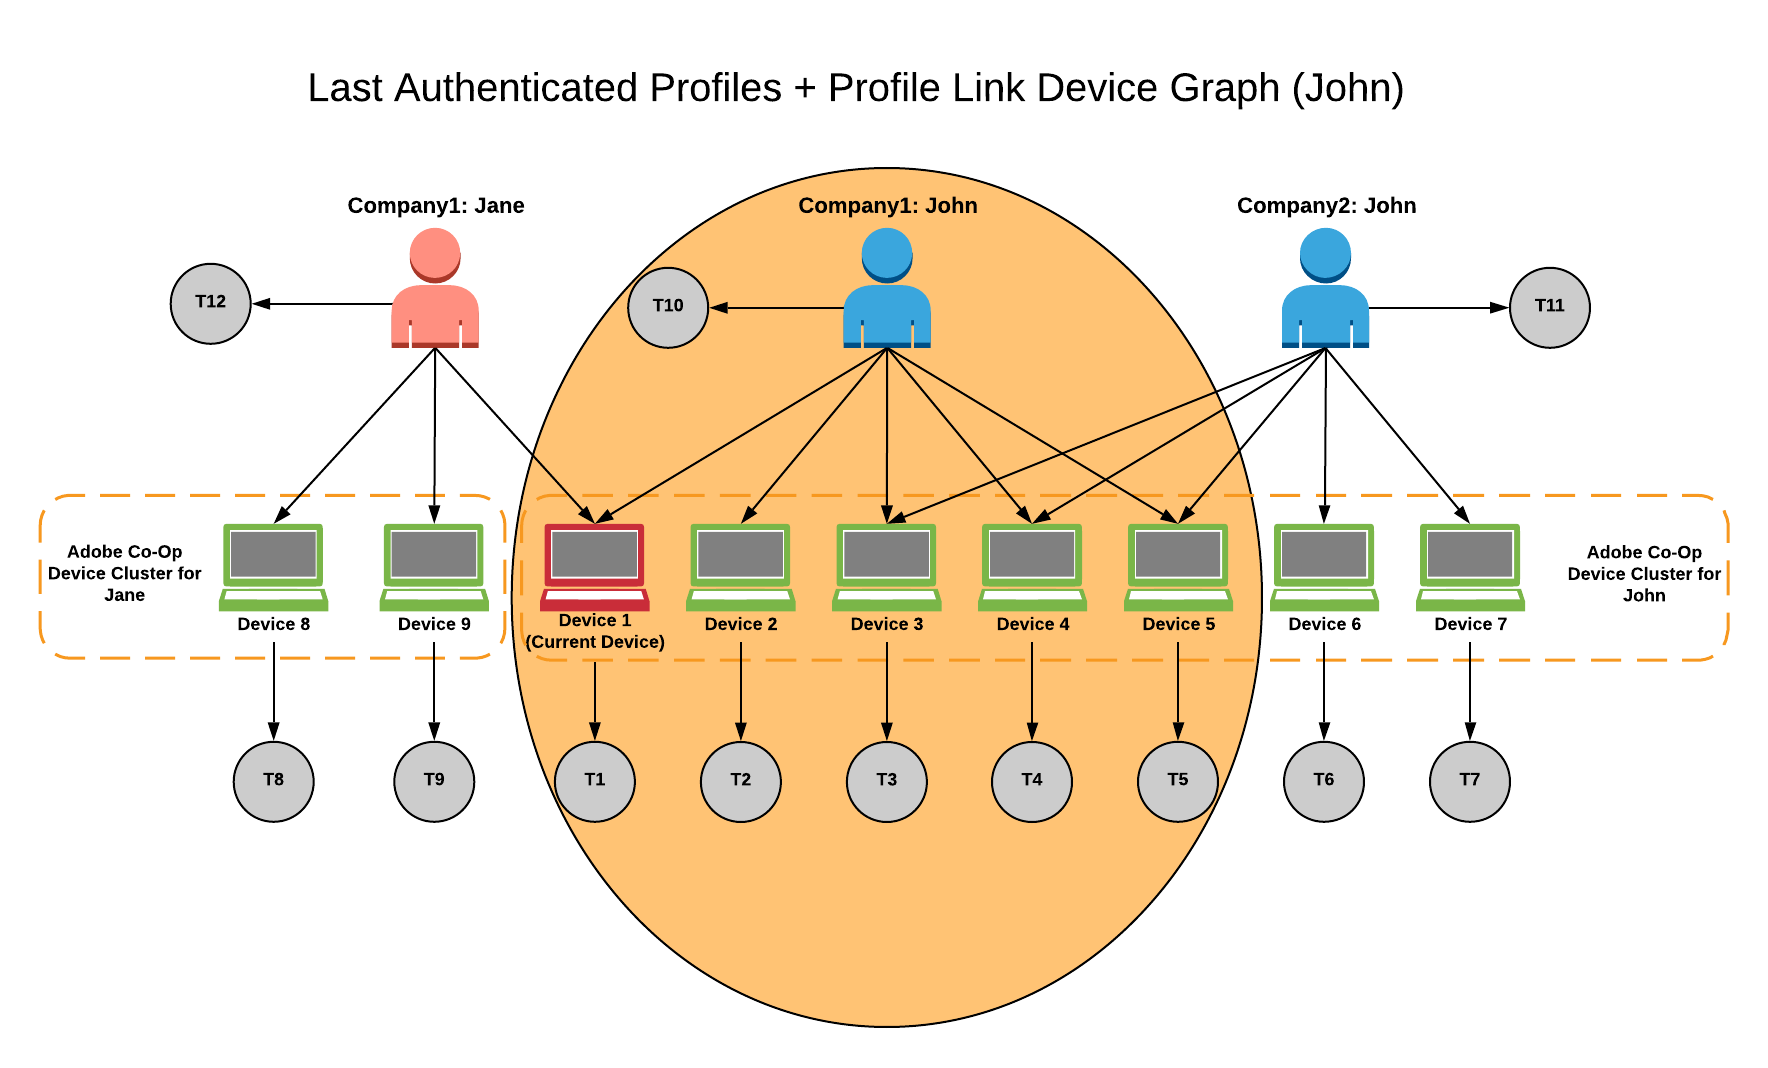 Last Authenticated Profiles + Profile Link Device Graph (John)
Company1: Jane
Company1: John
Company2: John
T12
T10
T11
Adobe Co-Op
Device Cluster for
Jane
Adobe Co-Op
Device Cluster for
John
Device 8
Device 9
Device 1
(Current Device)
Device 2
Device 3
Device 4
Device 5
Device 6
Device 7
T8
T9
T1
T2
T3
T4
T5
T6
T7